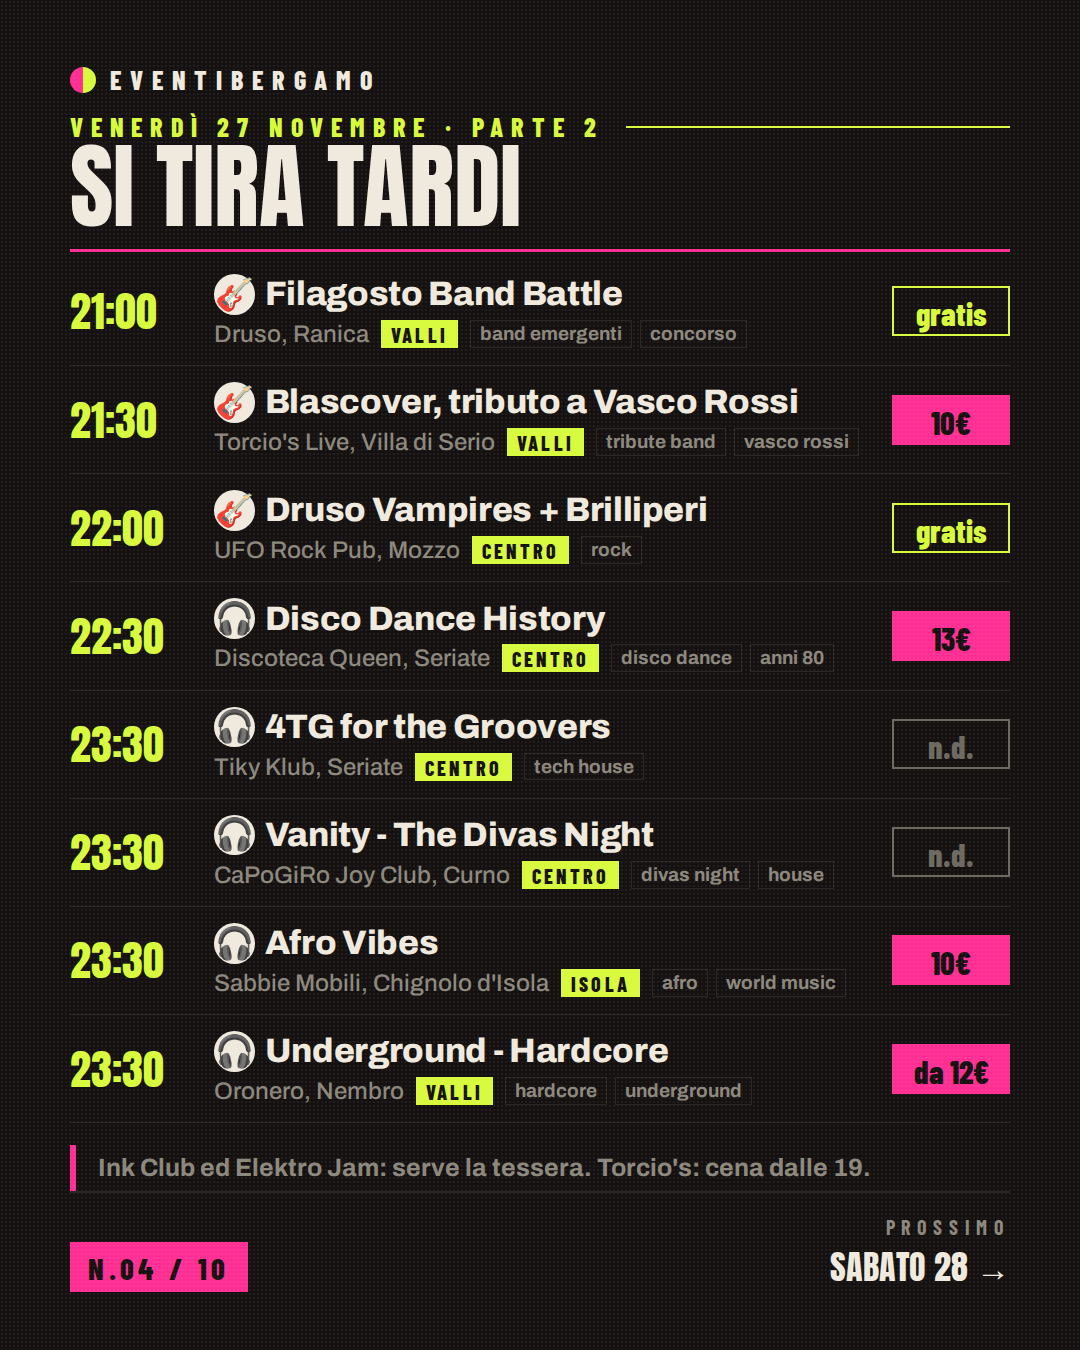 EVENTIBERGAMO
VENERDÌ 27 NOVEMBRE · PARTE 2
SI TIRA TARDI
21:00
Filagosto Band Battle
Druso, Ranica VALLI band emergenti concorso
gratis
21:30
Blascover, tributo a Vasco Rossi
Torcio's Live, Villa di Serio VALLI tribute band vasco rossi
10€
22:00
Druso Vampires + Brilliperi
UFO Rock Pub, Mozzo CENTRO rock
gratis
22:30
Disco Dance History
Discoteca Queen, Seriate CENTRO disco dance anni 80
13€
23:30
4TG for the Groovers
Tiky Klub, Seriate CENTRO tech house
n.d.
23:30
Vanity - The Divas Night
CaPoGiRo Joy Club, Curno CENTRO divas night house
n.d.
23:30
Afro Vibes
Sabbie Mobili, Chignolo d'Isola ISOLA afro world music
10€
23:30
Underground - Hardcore
Oronero, Nembro VALLI hardcore underground
da 12€
Ink Club ed Elektro Jam: serve la tessera. Torcio's: cena dalle 19.
N.04 / 10
PROSSIMO
SABATO 28 →